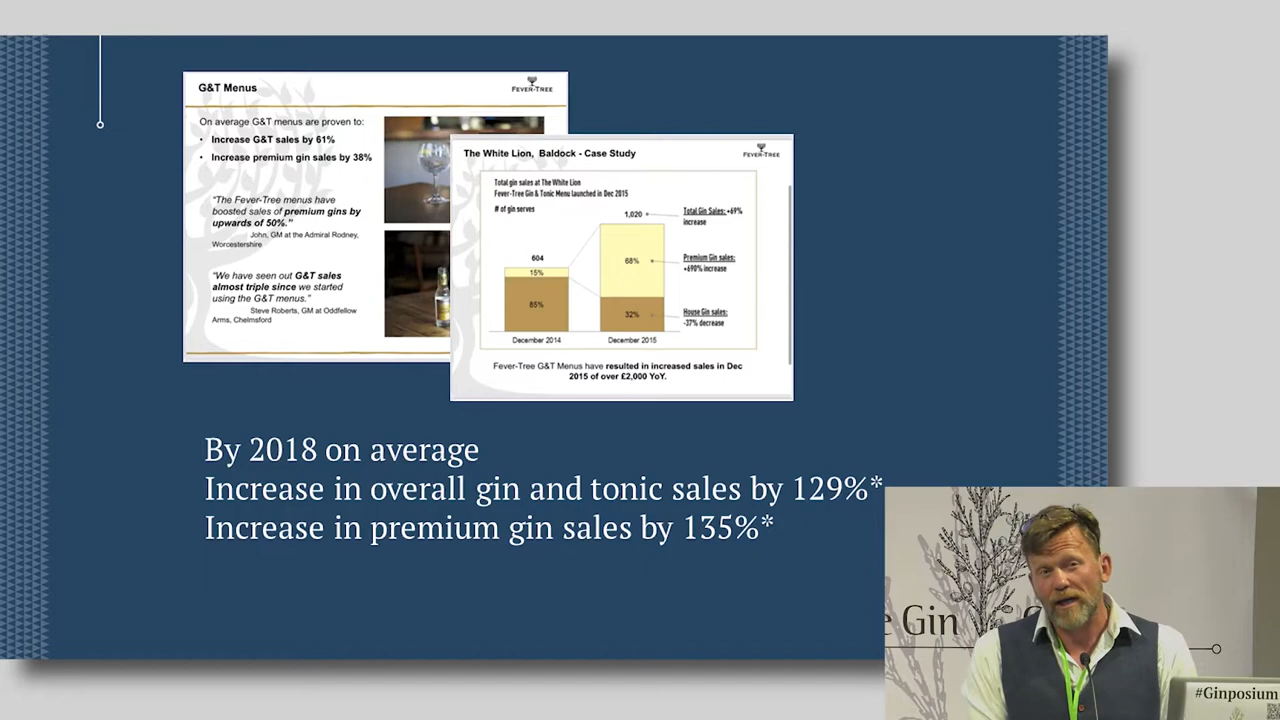 G&T Menus
FEVER-TREE
On average G&T menus are proven to:
• Increase G&T sales by 61%
• Increase premium gin sales by 38%
"The Fever-Tree menus have
boosted sales of premium gins by
upwards of 50%."
John, GM at the Admiral Rodney,
Worcestershire
"We have seen out G&T sales
almost triple since we started
using the G&T menus."
Steve Roberts, GM at Oddfellow
Arms, Chelmsford
The White Lion, Baldock - Case Study
FEVER-TREE
Total gin sales at The White Lion
Fever-Tree Gin & Tonic Menu launched in Dec 2015
# of gin serves
604
15%
85%
December 2014
1,020
68%
32%
December 2015
Total Gin Sales: +69%
increase
Premium Gin sales:
+690% increase
House Gin sales:
-37% decrease
Fever-Tree G&T Menus have resulted in increased sales in Dec
2015 of over £2,000 YoY.
By 2018 on average
Increase in overall gin and tonic sales by 129%*
Increase in premium gin sales by 135%*
e Gin
#Ginposium